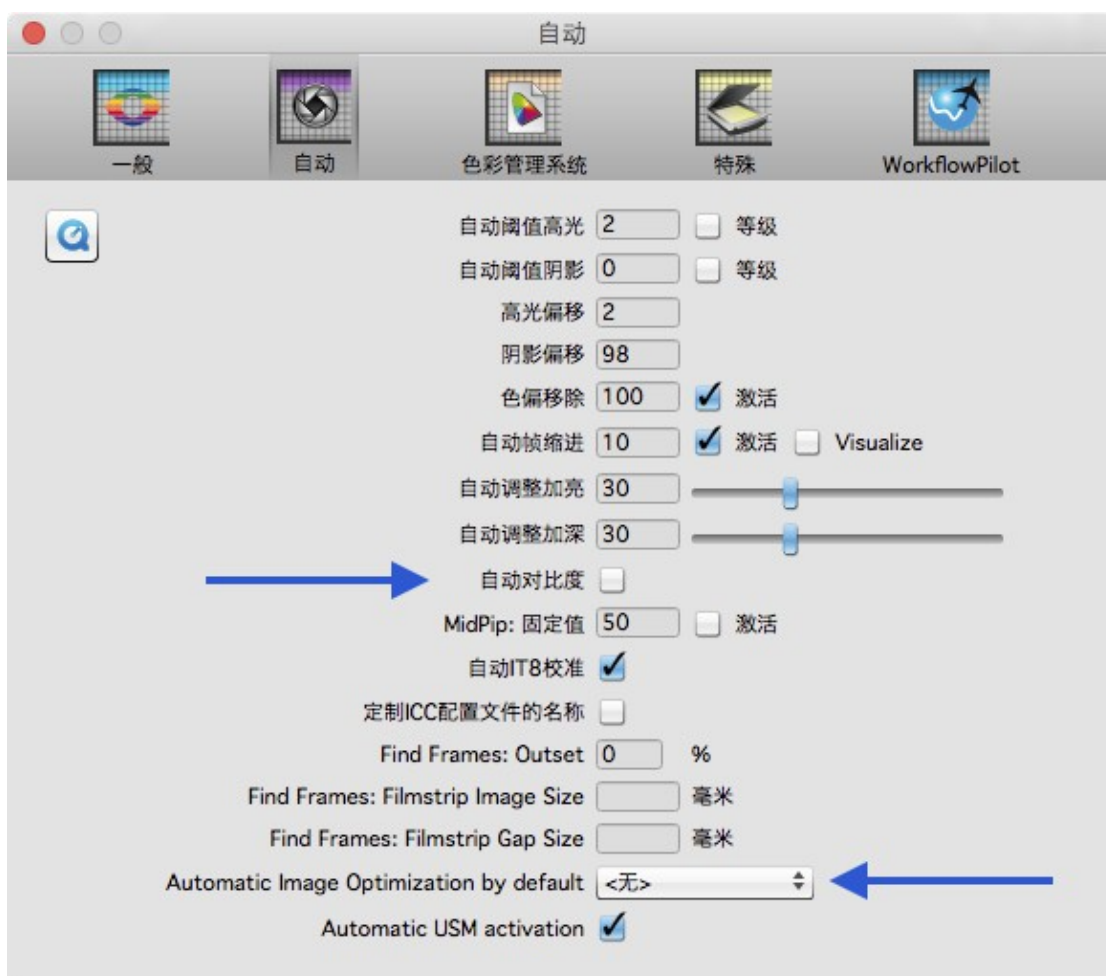 自动
一般 自动 色彩管理系统 特殊 WorkflowPilot
自动阈值高光 2 等级
自动阈值阴影 0 等级
高光偏移 2
阴影偏移 98
色偏移除 100 激活
自动帧缩进 10 激活 Visualize
自动调整加亮 30
自动调整加深 30
自动对比度
MidPip: 固定值 50 激活
自动IT8校准
定制ICC配置文件的名称
Find Frames: Outset 0 %
Find Frames: Filmstrip Image Size 毫米
Find Frames: Filmstrip Gap Size 毫米
Automatic Image Optimization by default <无>
Automatic USM activation